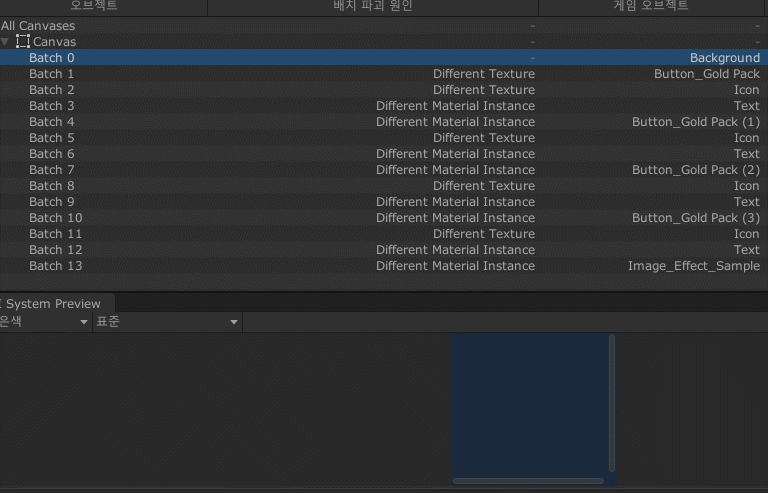 오브젝트 배치 파괴 원인 게임 오브젝트
All Canvases - -
Canvas - -
Batch 0 - Background
Batch 1 Different Texture Button_Gold Pack
Batch 2 Different Texture Icon
Batch 3 Different Material Instance Text
Batch 4 Different Material Instance Button_Gold Pack (1)
Batch 5 Different Texture Icon
Batch 6 Different Material Instance Text
Batch 7 Different Material Instance Button_Gold Pack (2)
Batch 8 Different Texture Icon
Batch 9 Different Material Instance Text
Batch 10 Different Material Instance Button_Gold Pack (3)
Batch 11 Different Texture Icon
Batch 12 Different Material Instance Text
Batch 13 Different Material Instance Image_Effect_Sample
I System Preview
은색 표준